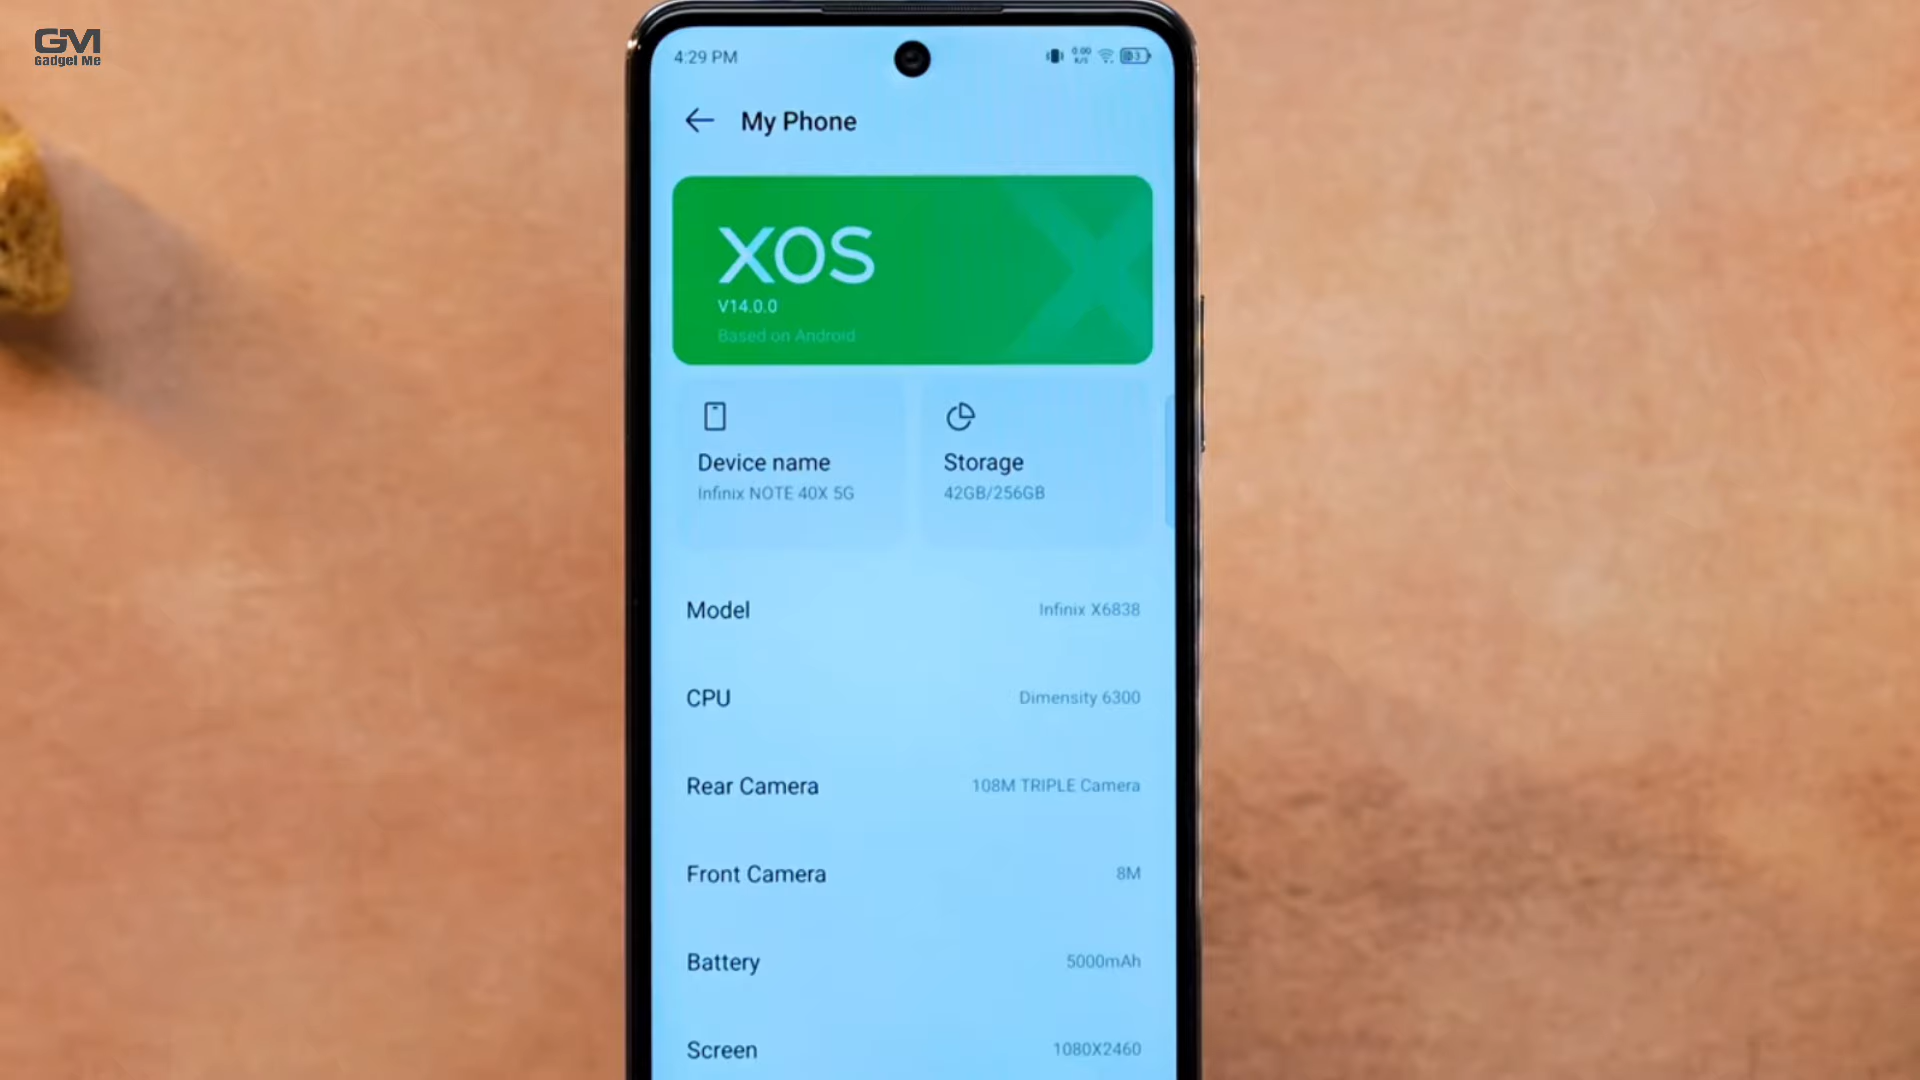 GM
Gadget Me
4:29 PM
0.00
K/S
My Phone
XOS
V14.0.0
Based on Android
Device name
Infinix NOTE 40X 5G
Storage
42GB/256GB
Model
Infinix X6838
CPU
Dimensity 6300
Rear Camera
108M TRIPLE Camera
Front Camera
8M
Battery
5000mAh
Screen
1080X2460